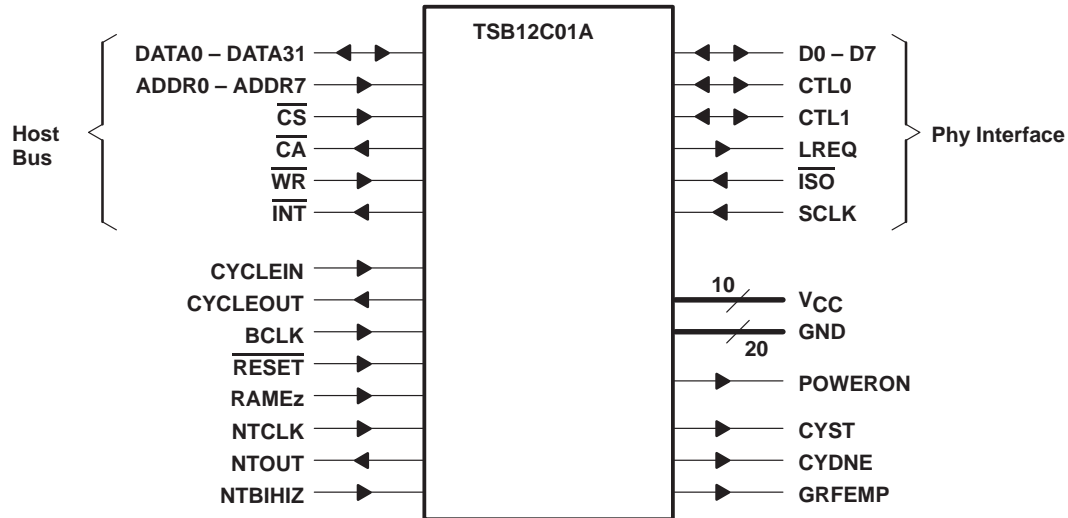 TSB12C01A
DATA0 – DATA31
ADDR0 – ADDR7
CS
CA
WR
INT
Host
Bus
CYCLEIN
CYCLEOUT
BCLK
RESET
RAMEz
NTCLK
NTOUT
NTBIHIZ
D0 – D7
CTL0
CTL1
LREQ
ISO
SCLK
Phy Interface
10
VCC
GND
20
POWERON
CYST
CYDNE
GRFEMP